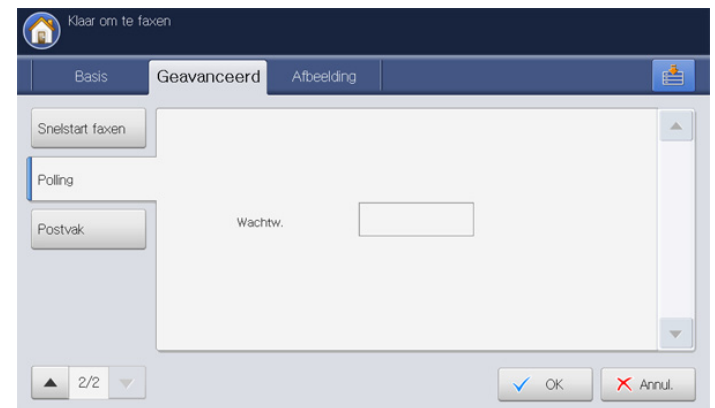 Klaar om te faxen
Basis Geavanceerd Afbeelding
Snelstart faxen
Polling
Wachtw.
Postvak
2/2
OK Annul.